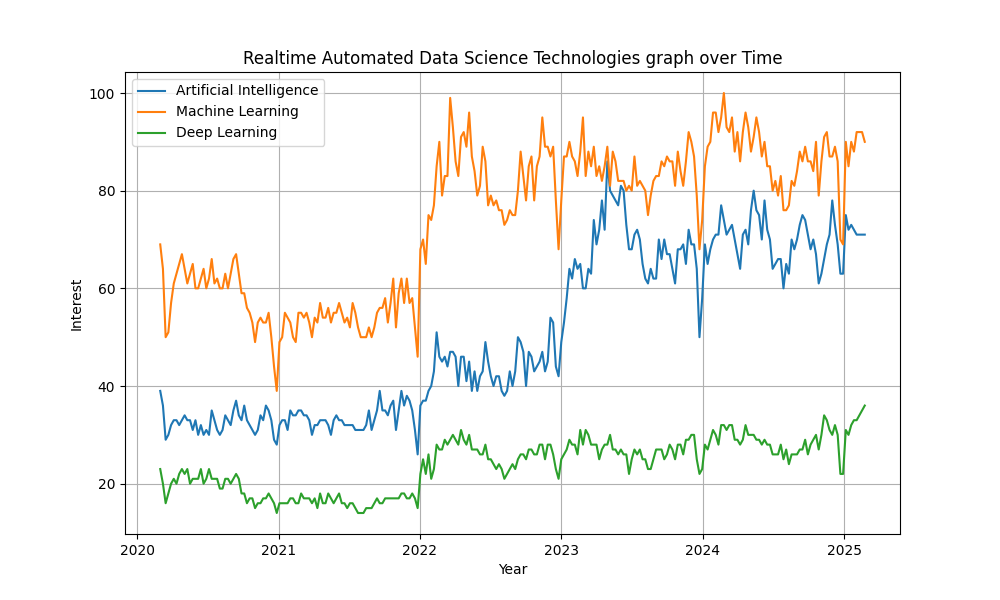 Realtime Automated Data Science Technologies graph over Time
Artificial Intelligence
Machine Learning
Deep Learning
100
80
60
40
20
Interest
2020 2021 2022 2023 2024 2025
Year